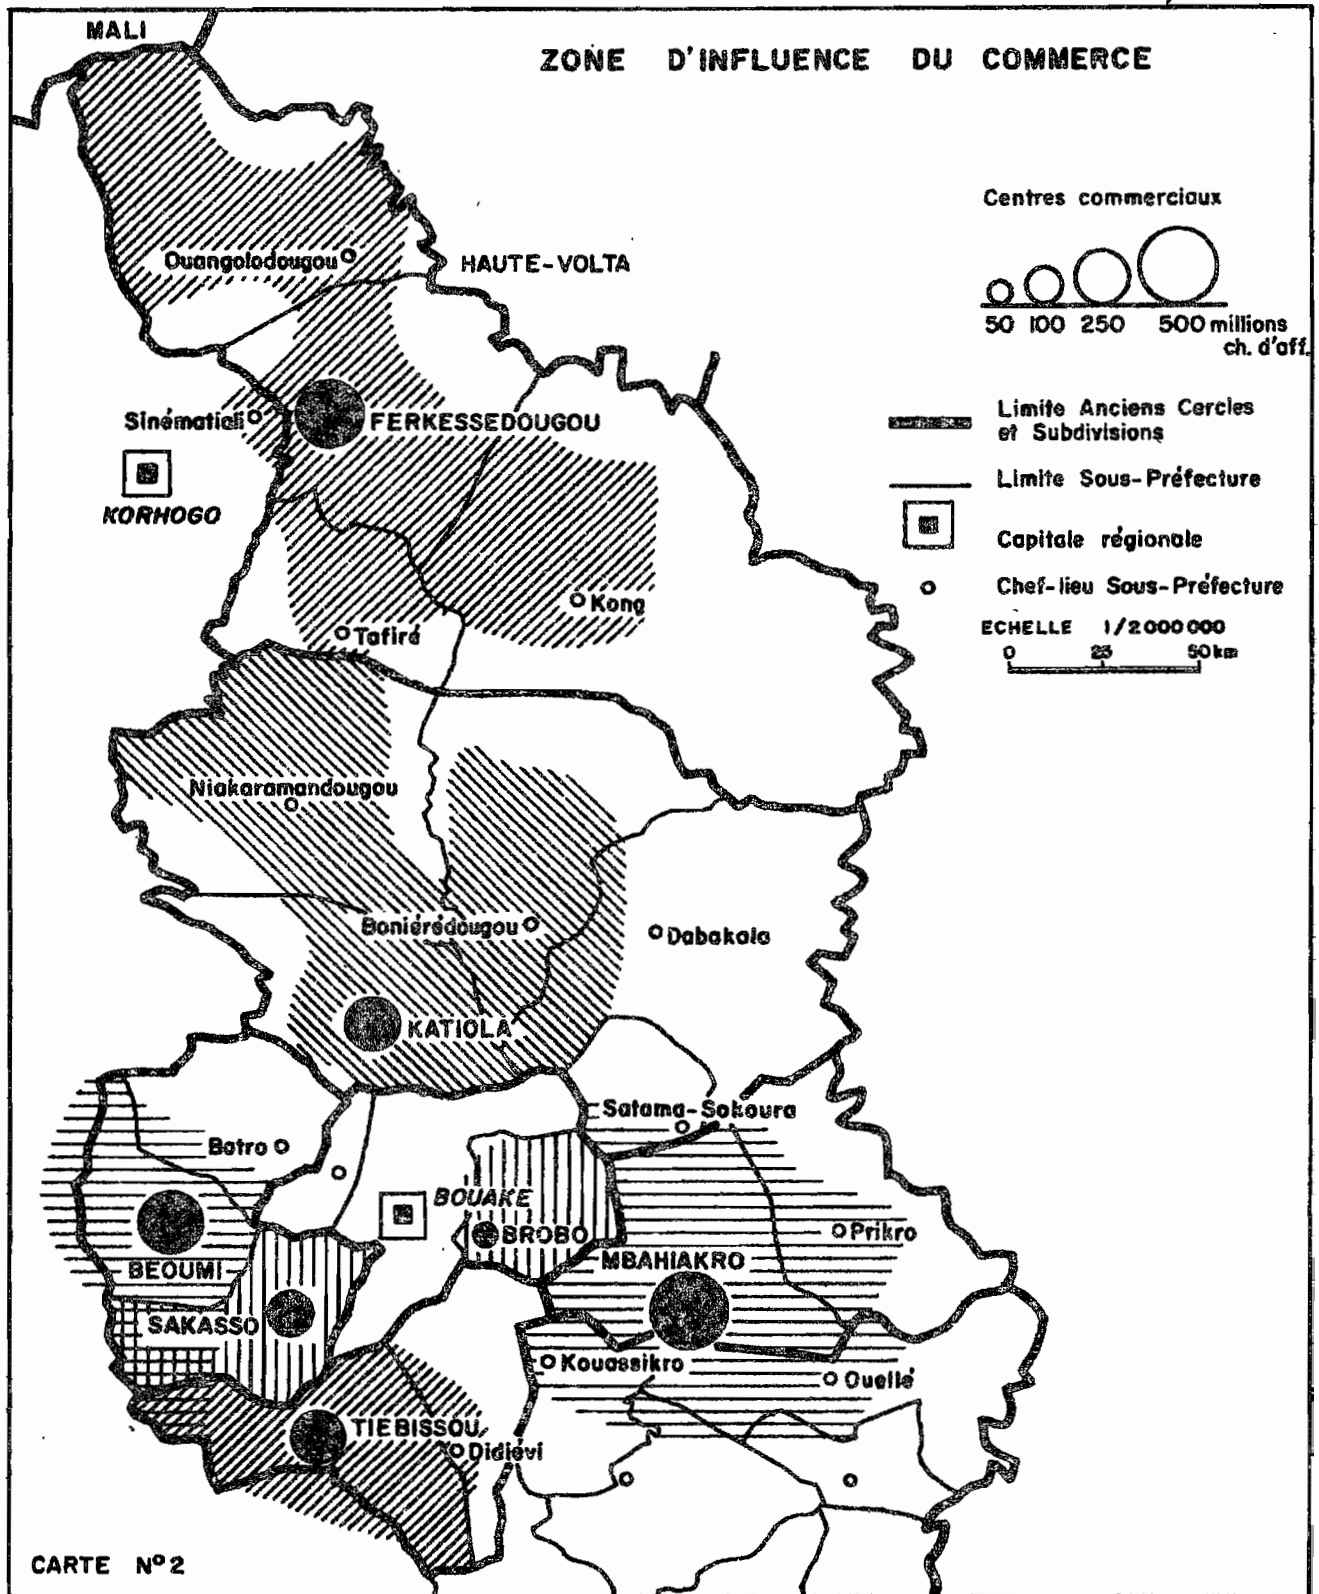 MALI
ZONE D'INFLUENCE DU COMMERCE
Centres commerciaux
50 100 250 500 millions
ch. d'aff.
Limite Anciens Cercles
et Subdivisions
Limite Sous-Préfecture
Capitale régionale
Chef-lieu Sous-Préfecture
ECHELLE 1/2000000
0 25 50 km
Ouangolodougou
HAUTE-VOLTA
Sinématiali
FERKESSEDOUGOU
KORHOGO
Kong
Tafiré
Niakaramandougou
Boniérédougou
Dabakala
KATIOLA
Satama-Sokoura
Botro
BOUAKE
BROBO
Prikro
MBAHIAKRO
BEOUMI
SAKASSO
Kouassikro
Ouellé
TIEBISSOU
Didiévi
CARTE N° 2